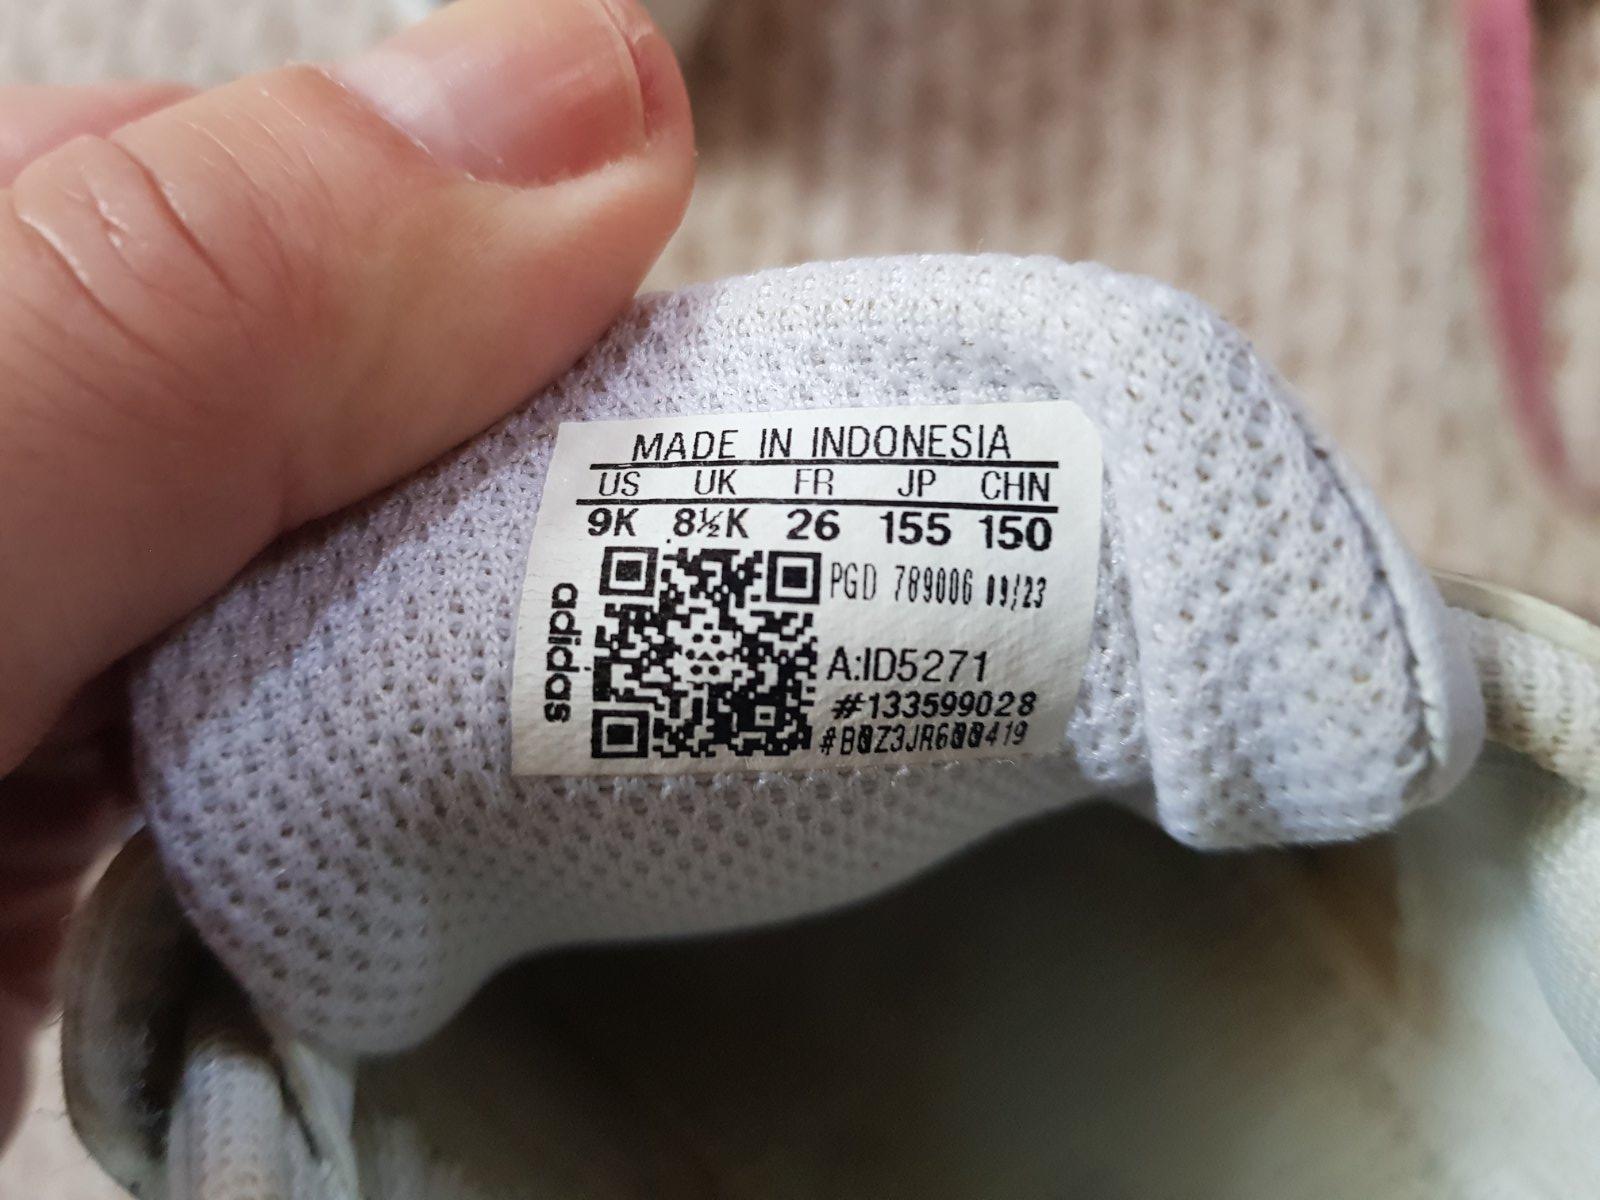 MADE IN INDONESIA
US UK FR JP CHN
9K 8½K 26 155 150
PGD 789006 09/23
A:ID5271
#133599028
#B0Z3JR600419
adidas